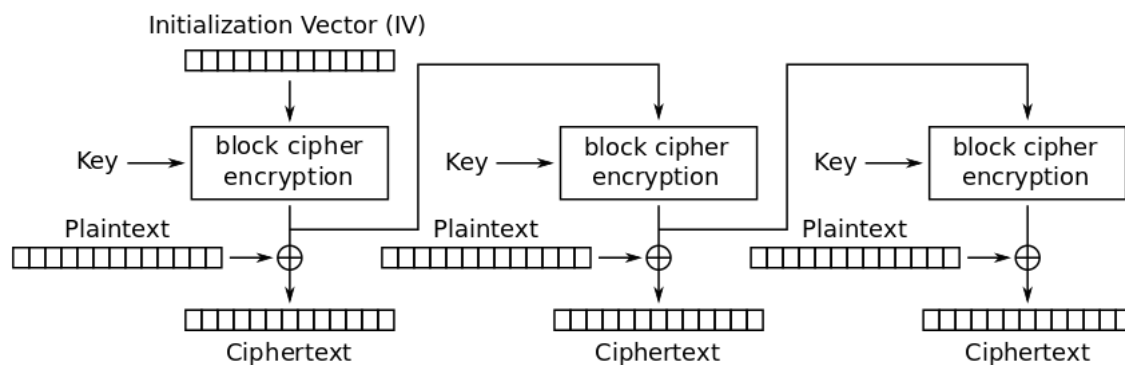 Initialization Vector (IV)
Key
block cipher
encryption
Key
block cipher
encryption
Key
block cipher
encryption
Plaintext
Plaintext
Plaintext
Ciphertext
Ciphertext
Ciphertext